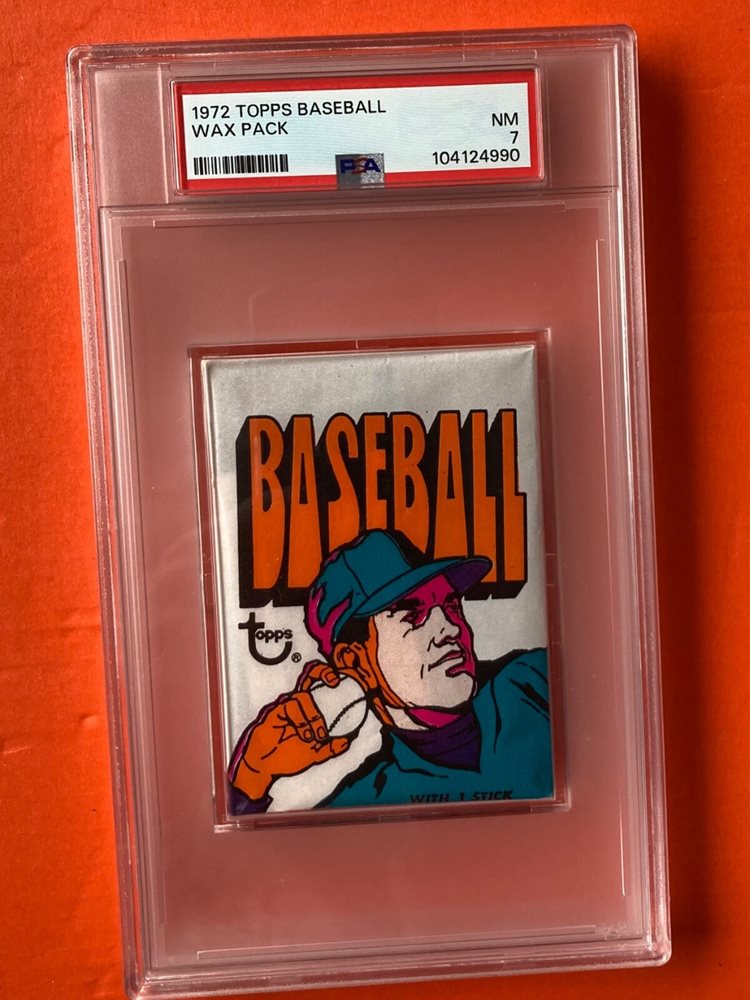 1972 TOPPS BASEBALL
WAX PACK
NM
7
104124990
PSA
BASEBALL
topps
®
WITH 1 STICK